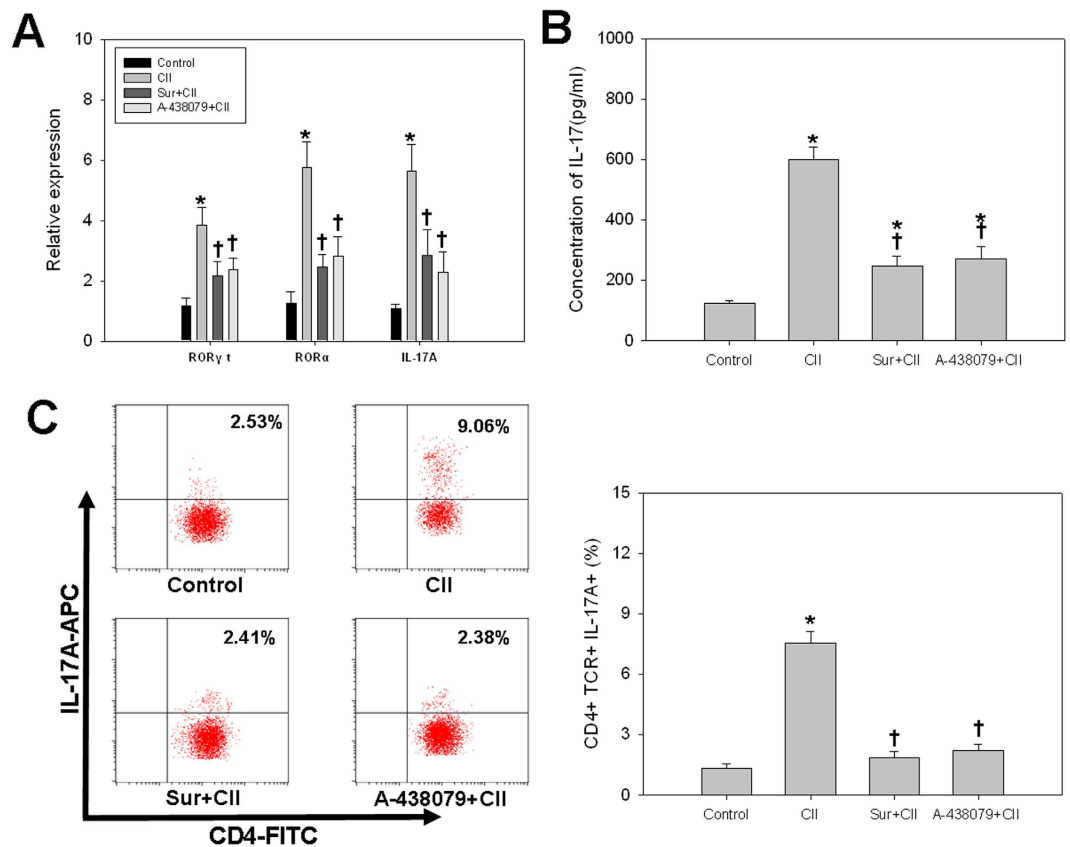 A
Relative expression
10
8
6
4
2
0
Control
CII
Sur+CII
A-438079+CII
*
*
*
†
†
†
†
†
†
RORγ t
RORα
IL-17A
B
Concentration of IL-17(pg/ml)
1000
800
600
400
200
0
*
*
†
*
†
Control
CII
Sur+CII
A-438079+CII
C
IL-17A-APC
2.53%
Control
9.06%
CII
2.41%
Sur+CII
2.38%
A-438079+CII
CD4-FITC
CD4+ TCR+ IL-17A+ (%)
15
12
9
6
3
0
*
†
†
Control
CII
Sur+CII
A-438079+CII